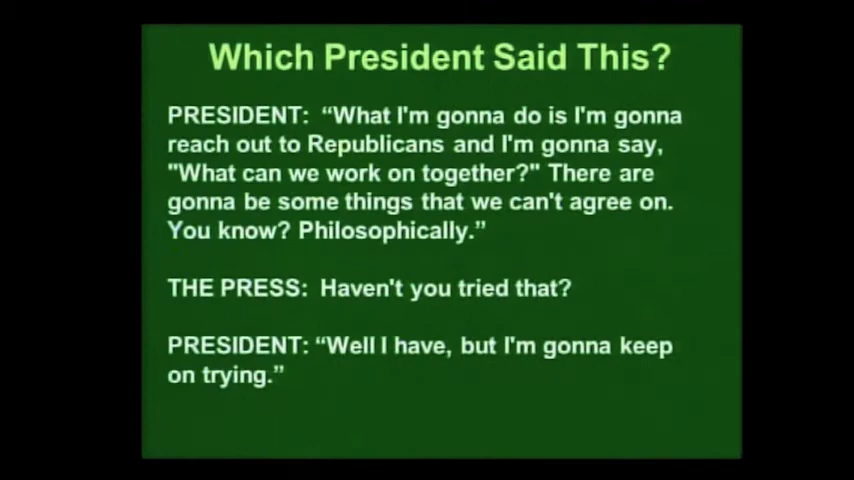 Which President Said This?
PRESIDENT: “What I'm gonna do is I'm gonna
reach out to Republicans and I'm gonna say,
"What can we work on together?" There are
gonna be some things that we can't agree on.
You know? Philosophically.”
THE PRESS: Haven't you tried that?
PRESIDENT: “Well I have, but I'm gonna keep
on trying.”